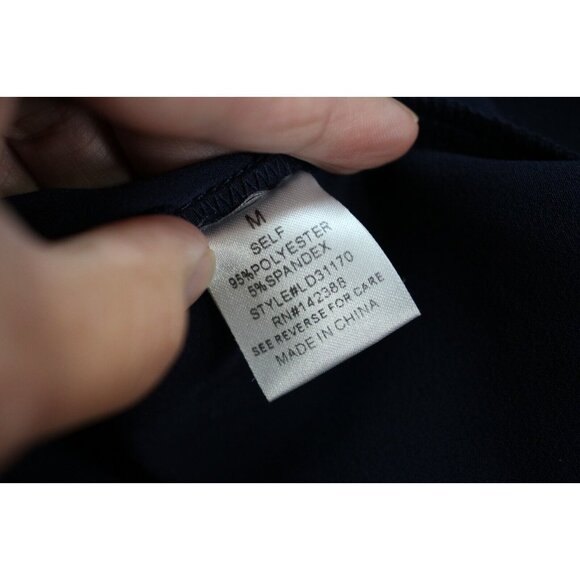 M
SELF
95%POLYESTER
5%SPANDEX
STYLE#LD31170
RN#142388
SEE REVERSE FOR CARE
MADE IN CHINA